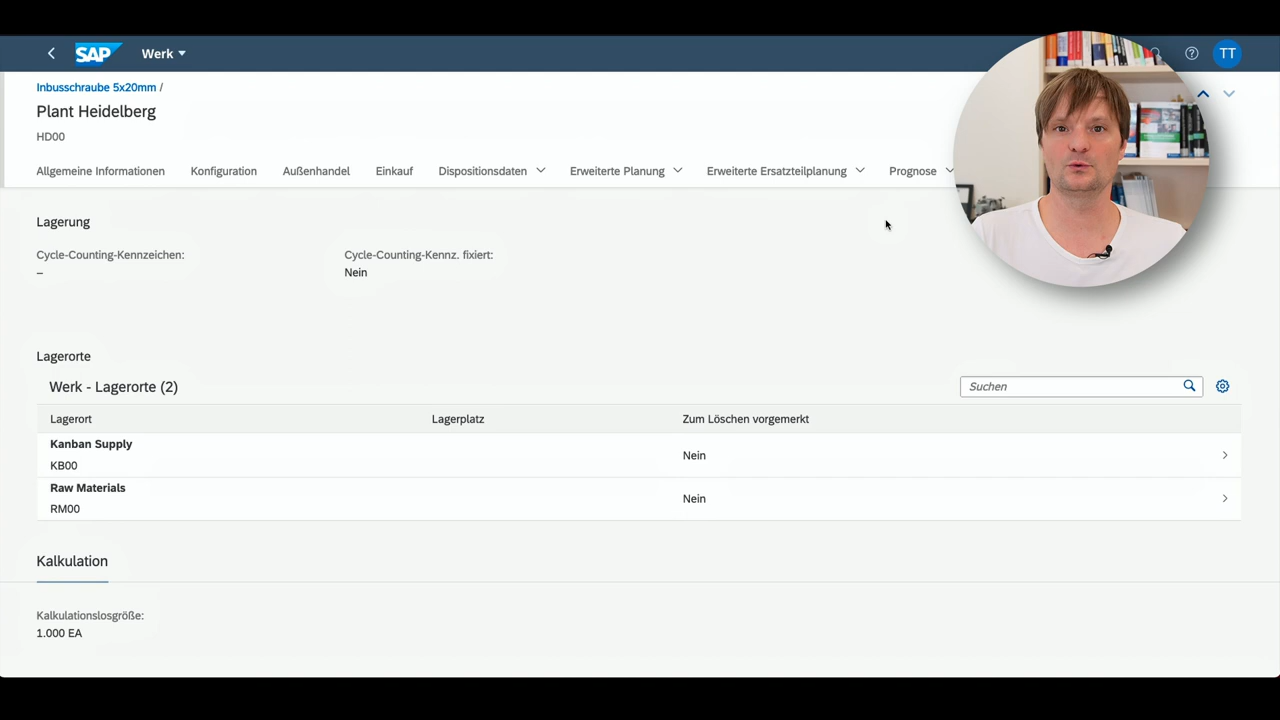 SAP Werk TT
Inbusschraube 5x20mm /
Plant Heidelberg
HD00
Allgemeine Informationen Konfiguration Außenhandel Einkauf Dispositionsdaten Erweiterte Planung Erweiterte Ersatzteilplanung Prognose
Lagerung
Cycle-Counting-Kennzeichen: Cycle-Counting-Kennz. fixiert:
– Nein
Lagerorte
Werk - Lagerorte (2) Suchen
Lagerort Lagerplatz Zum Löschen vorgemerkt
Kanban Supply
KB00 Nein
Raw Materials
RM00 Nein
Kalkulation
Kalkulationslosgröße:
1.000 EA